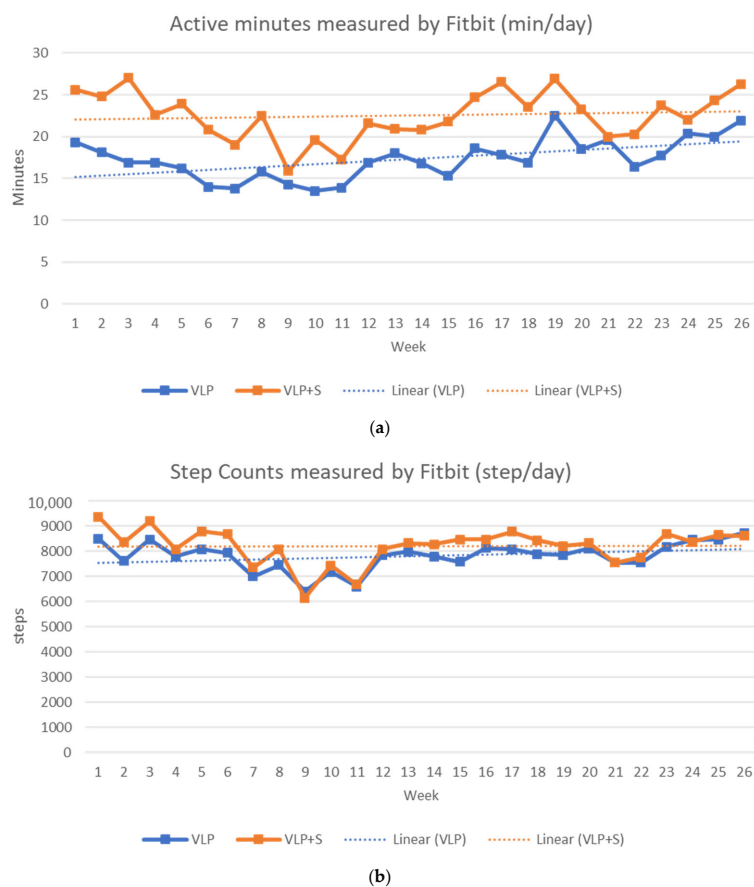 Active minutes measured by Fitbit (min/day)
30
25
20
15
10
5
0
Minutes
1 2 3 4 5 6 7 8 9 10 11 12 13 14 15 16 17 18 19 20 21 22 23 24 25 26
Week
VLP VLP+S Linear (VLP) Linear (VLP+S)
(a)
Step Counts measured by Fitbit (step/day)
10,000
9000
8000
7000
6000
5000
4000
3000
2000
1000
0
steps
1 2 3 4 5 6 7 8 9 10 11 12 13 14 15 16 17 18 19 20 21 22 23 24 25 26
Week
VLP VLP+S Linear (VLP) Linear (VLP+S)
(b)